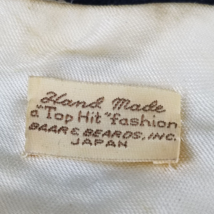 Hand Made
a "Top Hit" fashion
BAAR & BEARDS, INC.
JAPAN